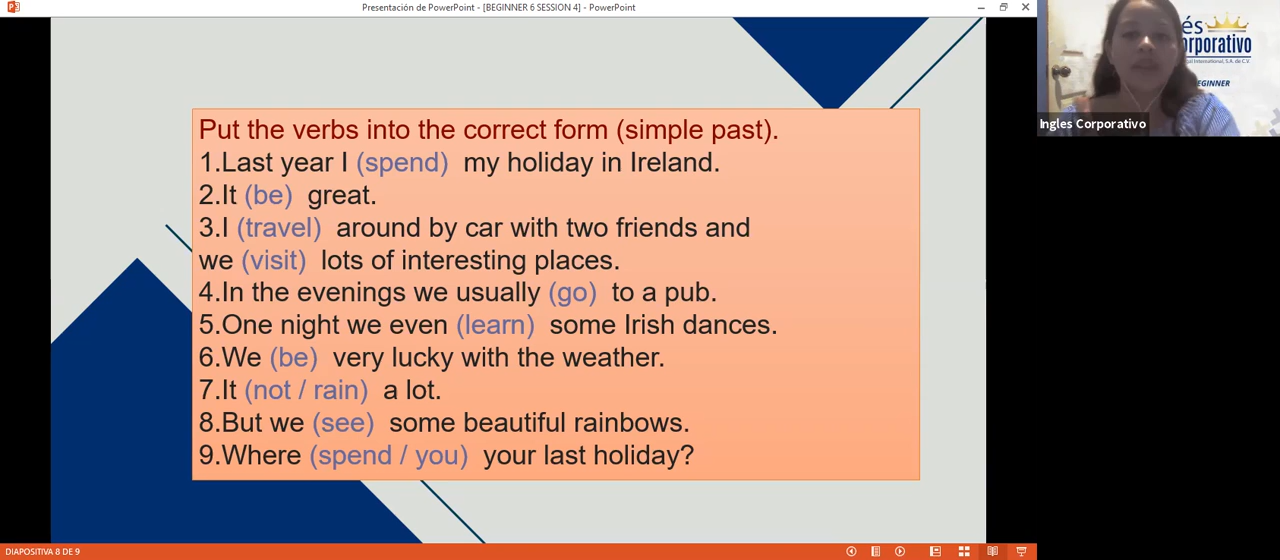 Presentación de PowerPoint - [BEGINNER 6 SESSION 4] - PowerPoint
és
orporativo
BEGINNER
Ingles Corporativo
Put the verbs into the correct form (simple past).
1.Last year I (spend) my holiday in Ireland.
2.It (be) great.
3.I (travel) around by car with two friends and
we (visit) lots of interesting places.
4.In the evenings we usually (go) to a pub.
5.One night we even (learn) some Irish dances.
6.We (be) very lucky with the weather.
7.It (not / rain) a lot.
8.But we (see) some beautiful rainbows.
9.Where (spend / you) your last holiday?
DIAPOSITIVA 8 DE 9